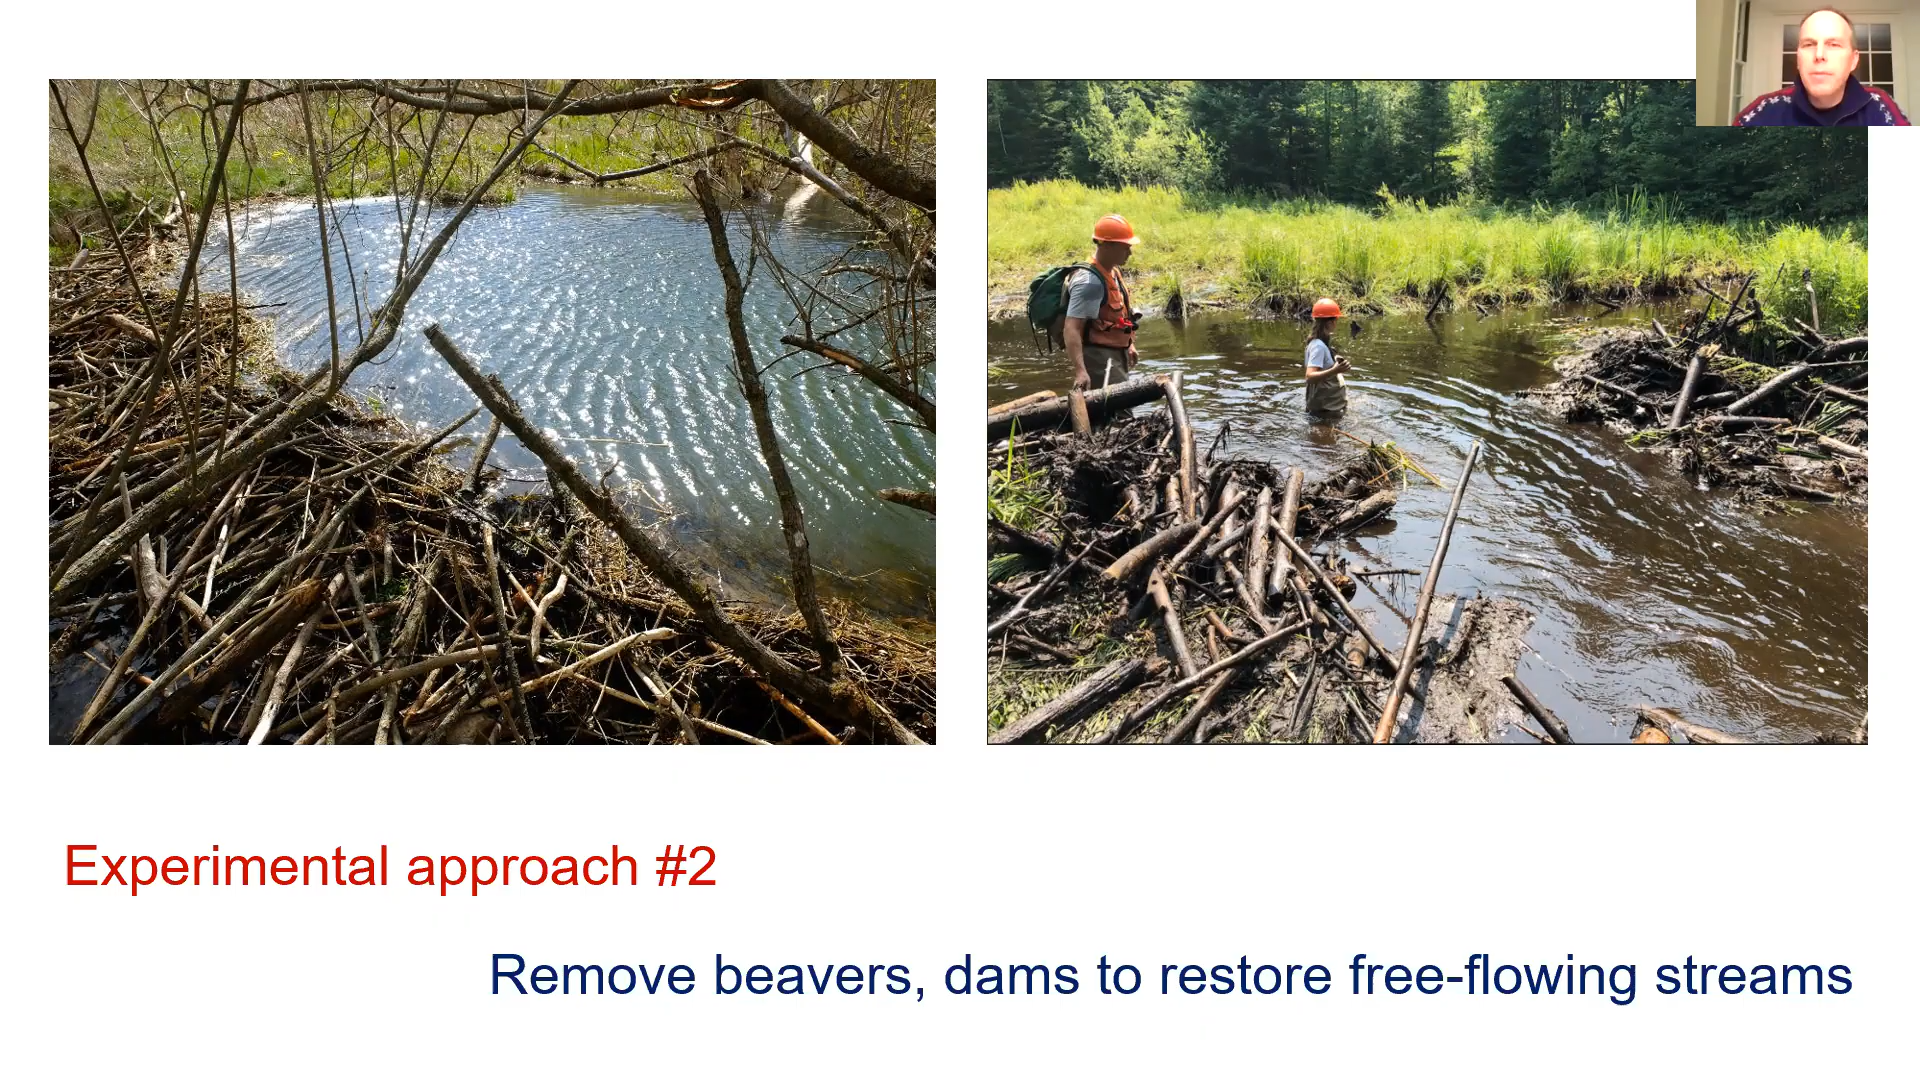 Experimental approach #2
Remove beavers, dams to restore free-flowing streams